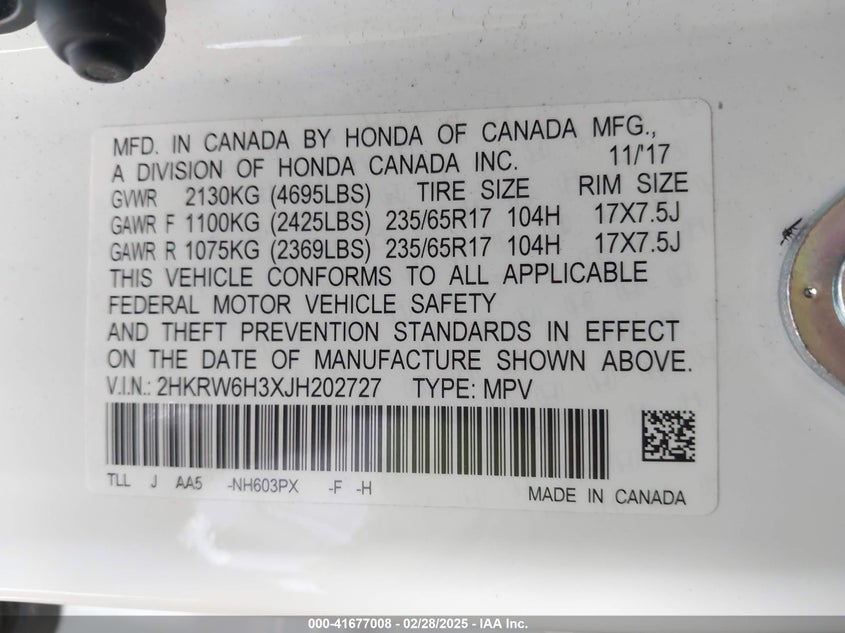 MFD. IN CANADA BY HONDA OF CANADA MFG.,
A DIVISION OF HONDA CANADA INC. 11/'17
GVWR 2130KG (4695LBS) TIRE SIZE RIM SIZE
GAWR F 1100KG (2425LBS) 235/65R17 104H 17X7.5J
GAWR R 1075KG (2369LBS) 235/65R17 104H 17X7.5J
THIS VEHICLE CONFORMS TO ALL APPLICABLE
FEDERAL MOTOR VEHICLE SAFETY
AND THEFT PREVENTION STANDARDS IN EFFECT
ON THE DATE OF MANUFACTURE SHOWN ABOVE.
V.I.N.: 2HKRW6H3XJH202727 TYPE: MPV
TLL J AA5 -NH603PX -F -H
MADE IN CANADA
000-41677008 - 02/28/2025 - IAA Inc.